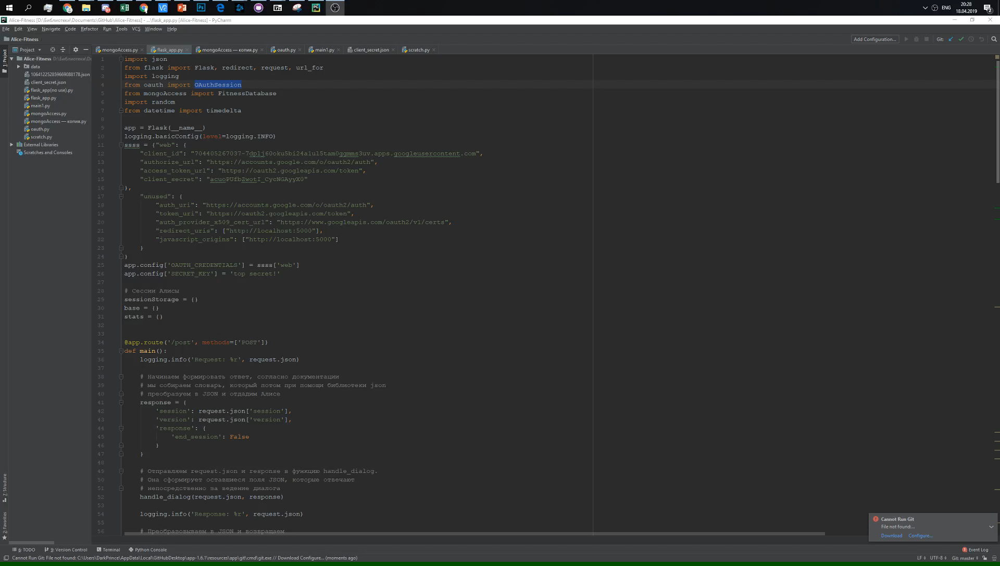 ENG
20:28
18.04.2019
2
Alice-Fitness [D:\Библиотеки\Documents\GitHub\Alice-Fitness] - ...\flask_app.py [Alice-Fitness] - PyCharm
File Edit View Navigate Code Refactor Run Tools VCS Window Help
Alice-Fitness
Add Configuration...
Git:
Project
mongoAccess.py
flask_app.py
mongoAccess — копия.py
oauth.py
main1.py
client_secret.json
scratch.py
1: Project
Alice-Fitness D:\Библиотеки\Docu
data
106412252859669088178.json
client_secret.json
flask_app(no use).py
flask_app.py
main1.py
mongoAccess.py
mongoAccess — копия.py
oauth.py
scratch.py
External Libraries
Scratches and Consoles
7: Structure
2: Favorites
1 import json
2 from flask import Flask, redirect, request, url_for
3 import logging
4 from oauth import OAuthSession
5 from mongoAccess import FitnessDatabase
6 import random
7 from datetime import timedelta
8
9 app = Flask(__name__)
10 logging.basicConfig(level=logging.INFO)
11 ssss = {"web": {
12 "client_id": "704405267037-7dplj60oku5bi24a1ul5tam0ggmms3uv.apps.googleusercontent.com",
13 "authorize_url": "https://accounts.google.com/o/oauth2/auth",
14 "access_token_url": "https://oauth2.googleapis.com/token",
15 "client_secret": "acuoPUfbZwotI_CycNGAyyX0"
16 },
17 "unused": {
18 "auth_uri": "https://accounts.google.com/o/oauth2/auth",
19 "token_uri": "https://oauth2.googleapis.com/token",
20 "auth_provider_x509_cert_url": "https://www.googleapis.com/oauth2/v1/certs",
21 "redirect_uris": ["http://localhost:5000"],
22 "javascript_origins": ["http://localhost:5000"]
23 }
24 }
25 app.config['OAUTH_CREDENTIALS'] = ssss['web']
26 app.config['SECRET_KEY'] = 'top secret!'
27
28 # Сессии Алисы
29 sessionStorage = {}
30 base = {}
31 stats = {}
32
33
34 @app.route('/post', methods=['POST'])
35 def main():
36 logging.info('Request: %r', request.json)
37
38 # Начинаем формировать ответ, согласно документации
39 # мы собираем словарь, который потом при помощи библиотеки json
40 # преобразуем в JSON и отдадим Алисе
41 response = {
42 'session': request.json['session'],
43 'version': request.json['version'],
44 'response': {
45 'end_session': False
46 }
47 }
48
49 # Отправляем request.json и response в функцию handle_dialog.
50 # Она сформирует оставшиеся поля JSON, которые отвечают
51 # непосредственно за ведение диалога
52 handle_dialog(request.json, response)
53
54 logging.info('Response: %r', request.json)
55
56 # Преобразовываем в JSON и возвращаем
Cannot Run Git
File not found:...
Download Configure...
6: TODO
9: Version Control
Terminal
Python Console
1 Event Log
Cannot Run Git: File not found: C:\Users\DarkPrince\AppData\Local\GitHubDesktop\app-1.6.1\resources\app\git\cmd\git.exe // Download Configure... (moments ago)
LF UTF-8 Git: master